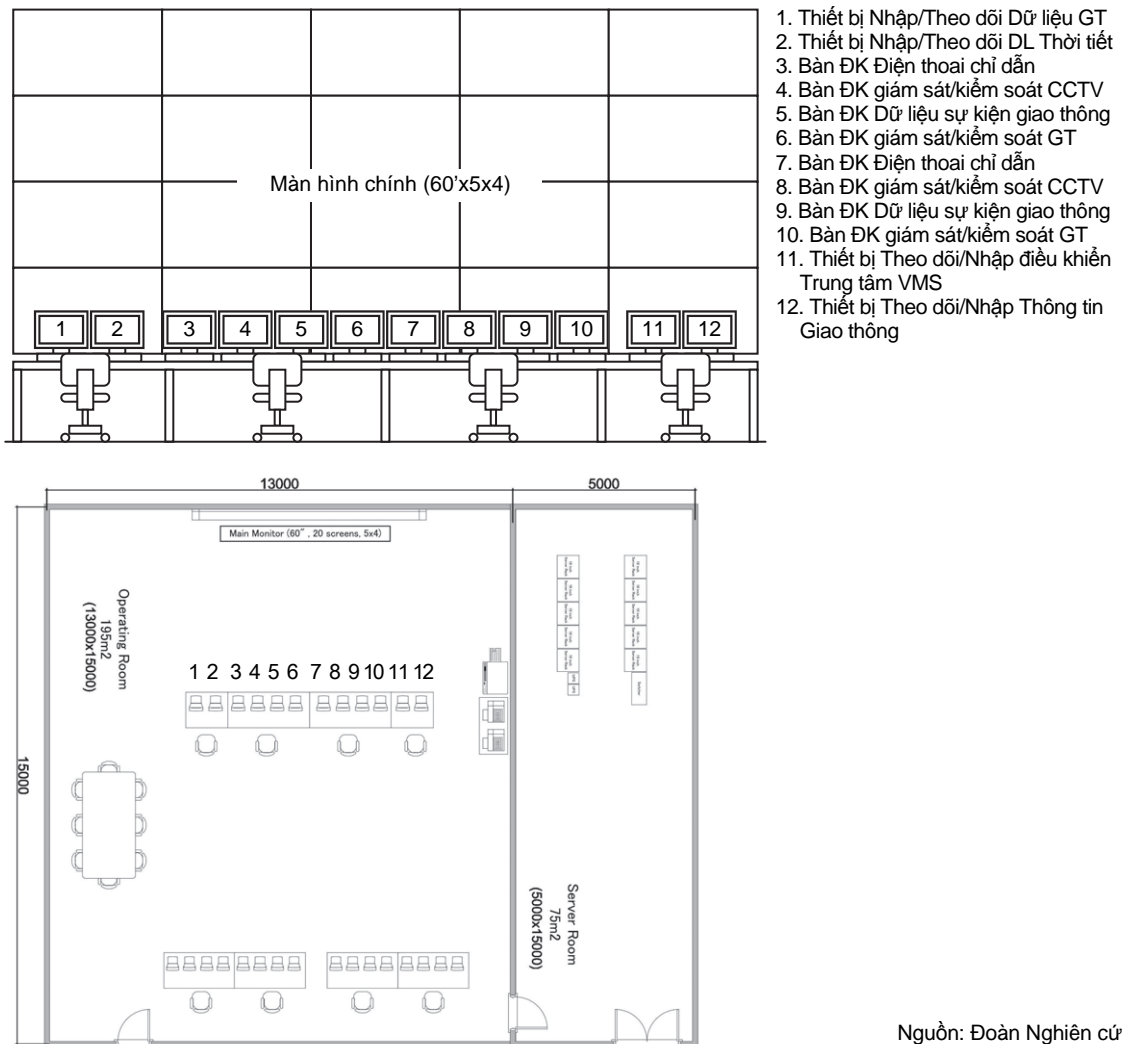 1. Thiết bị Nhập/Theo dõi Dữ liệu GT
2. Thiết bị Nhập/Theo dõi DL Thời tiết
3. Bàn ĐK Điện thoai chỉ dẫn
4. Bàn ĐK giám sát/kiểm soát CCTV
5. Bàn ĐK Dữ liệu sự kiện giao thông
6. Bàn ĐK giám sát/kiểm soát GT
7. Bàn ĐK Điện thoai chỉ dẫn
8. Bàn ĐK giám sát/kiểm soát CCTV
9. Bàn ĐK Dữ liệu sự kiện giao thông
10. Bàn ĐK giám sát/kiểm soát GT
11. Thiết bị Theo dõi/Nhập điều khiển
Trung tâm VMS
12. Thiết bị Theo dõi/Nhập Thông tin
Giao thông
Màn hình chính (60'x5x4)
1 2 3 4 5 6 7 8 9 10 11 12
13000 5000
Main Monitor (60", 20 screens, 5x4)
Operating Room
195m2
(13000x15000)
1 2 3 4 5 6 7 8 9 10 11 12
15000
Server Room
75m2
(5000x15000)
Nguồn: Đoàn Nghiên cứ